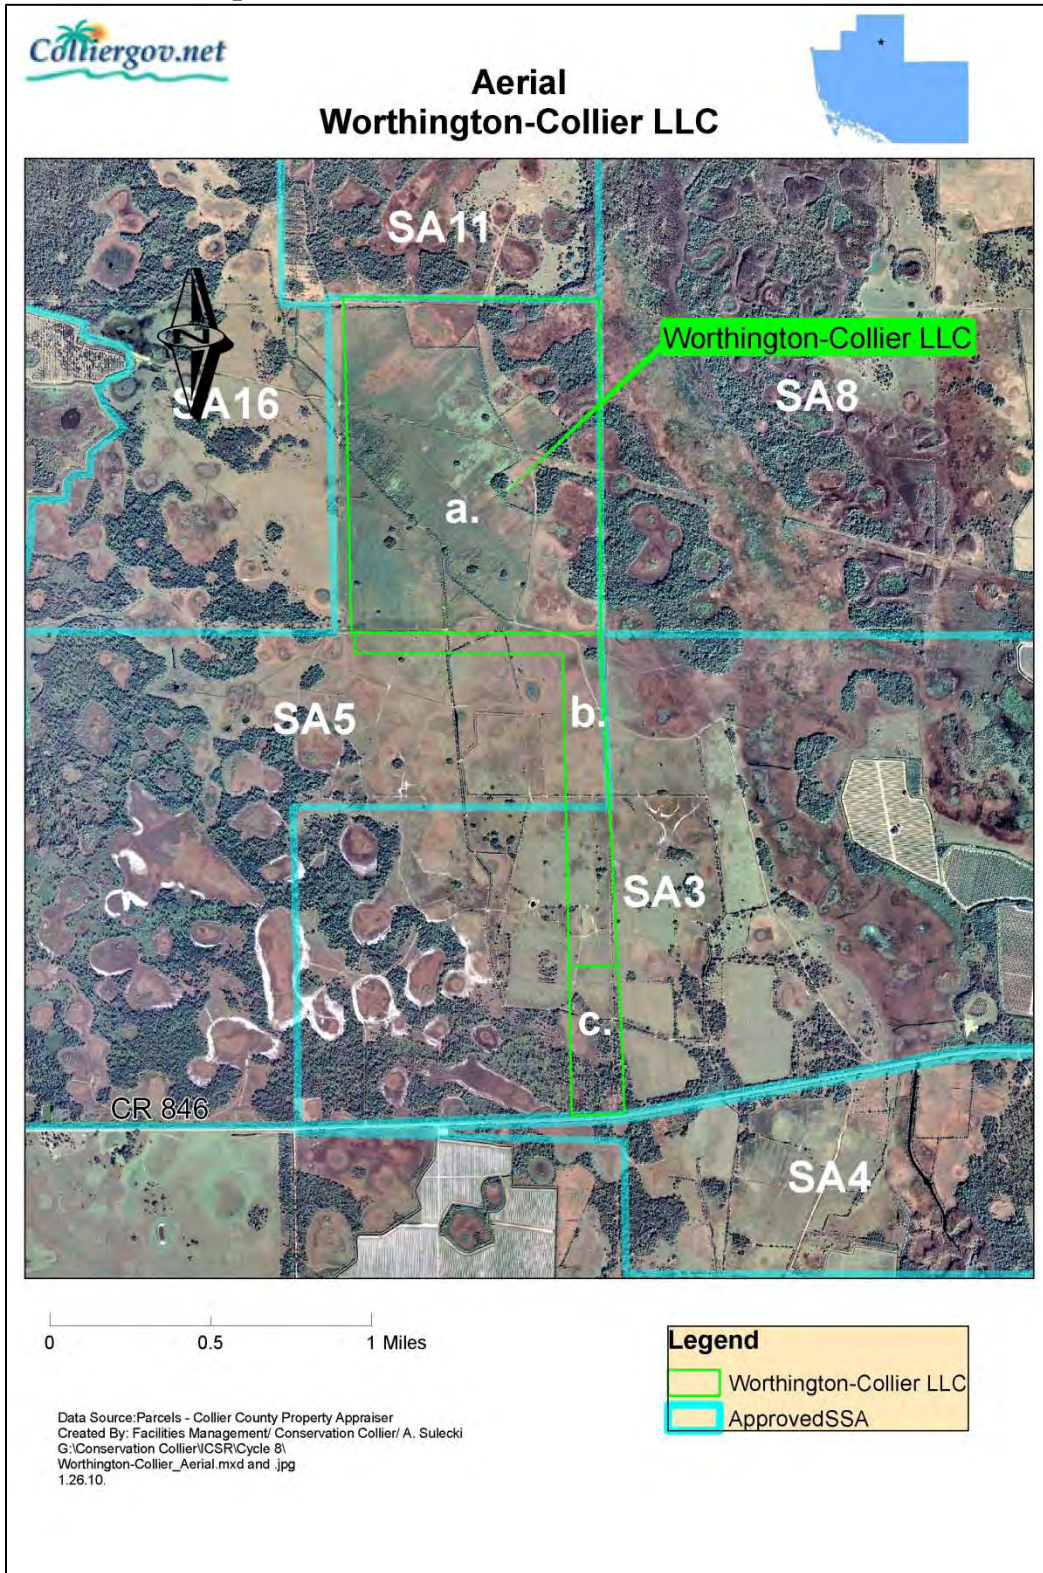 Colliergov.net
Aerial
Worthington-Collier LLC
SA11
Worthington-Collier LLC
SA16
SA8
N
a.
SA5
b.
SA3
c.
CR 846
SA4
0 0.5 1 Miles
Legend
Worthington-Collier LLC
ApprovedSSA
Data Source:Parcels - Collier County Property Appraiser
Created By: Facilities Management/ Conservation Collier/ A. Sulecki
G:\Conservation Collier\ICSR\Cycle 8\
Worthington-Collier_Aerial.mxd and .jpg
1.26.10.